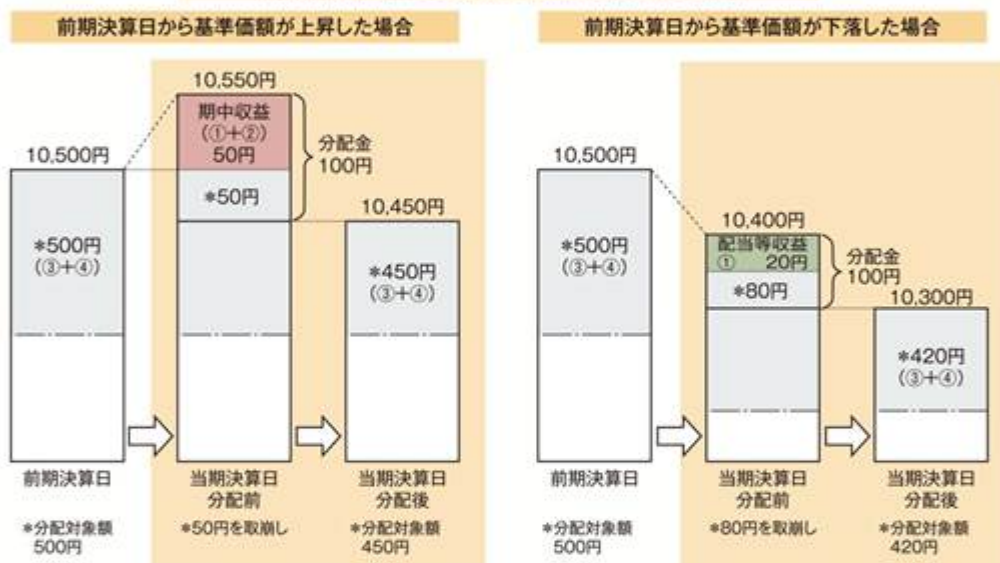 前期決算日から基準価額が上昇した場合
10,550円
期中収益
(①+②)
50円
分配金
100円
10,500円
*50円
10,450円
*500円
(③+④)
*450円
(③+④)
前期決算日
当期決算日
分配前
当期決算日
分配後
*分配対象額
500円
*50円を取崩し
*分配対象額
450円
前期決算日から基準価額が下落した場合
10,500円
10,400円
配当等収益
① 20円
分配金
100円
*80円
10,300円
*500円
(③+④)
*420円
(③+④)
前期決算日
当期決算日
分配前
当期決算日
分配後
*分配対象額
500円
*80円を取崩し
*分配対象額
420円